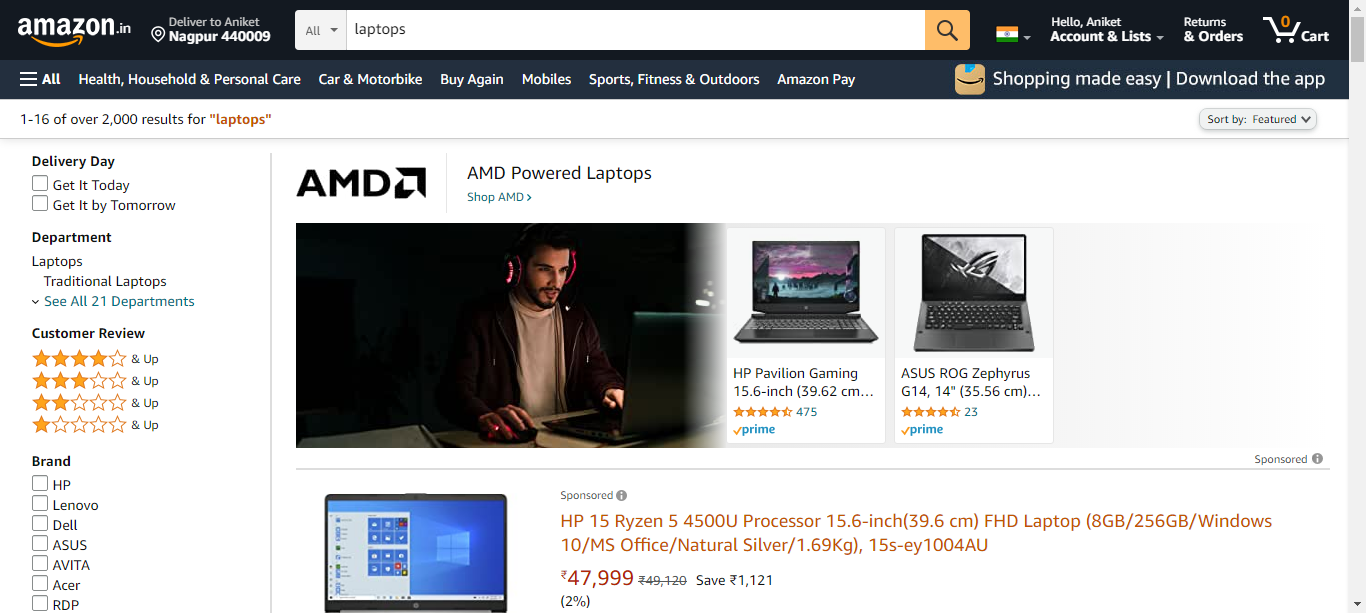 amazon.in
Deliver to Aniket
Nagpur 440009
All
laptops
Hello, Aniket
Account & Lists
Returns
& Orders
0
Cart
All
Health, Household & Personal Care
Car & Motorbike
Buy Again
Mobiles
Sports, Fitness & Outdoors
Amazon Pay
Shopping made easy | Download the app
1-16 of over 2,000 results for "laptops"
Sort by: Featured
Delivery Day
Get It Today
Get It by Tomorrow
Department
Laptops
Traditional Laptops
See All 21 Departments
Customer Review
& Up
& Up
& Up
& Up
Brand
HP
Lenovo
Dell
ASUS
AVITA
Acer
RDP
AMD
AMD Powered Laptops
Shop AMD ›
HP Pavilion Gaming
15.6-inch (39.62 cm...
475
prime
ASUS ROG Zephyrus
G14, 14" (35.56 cm)...
23
prime
Sponsored
Sponsored
HP 15 Ryzen 5 4500U Processor 15.6-inch(39.6 cm) FHD Laptop (8GB/256GB/Windows
10/MS Office/Natural Silver/1.69Kg), 15s-ey1004AU
₹47,999 ₹49,120 Save ₹1,121
(2%)